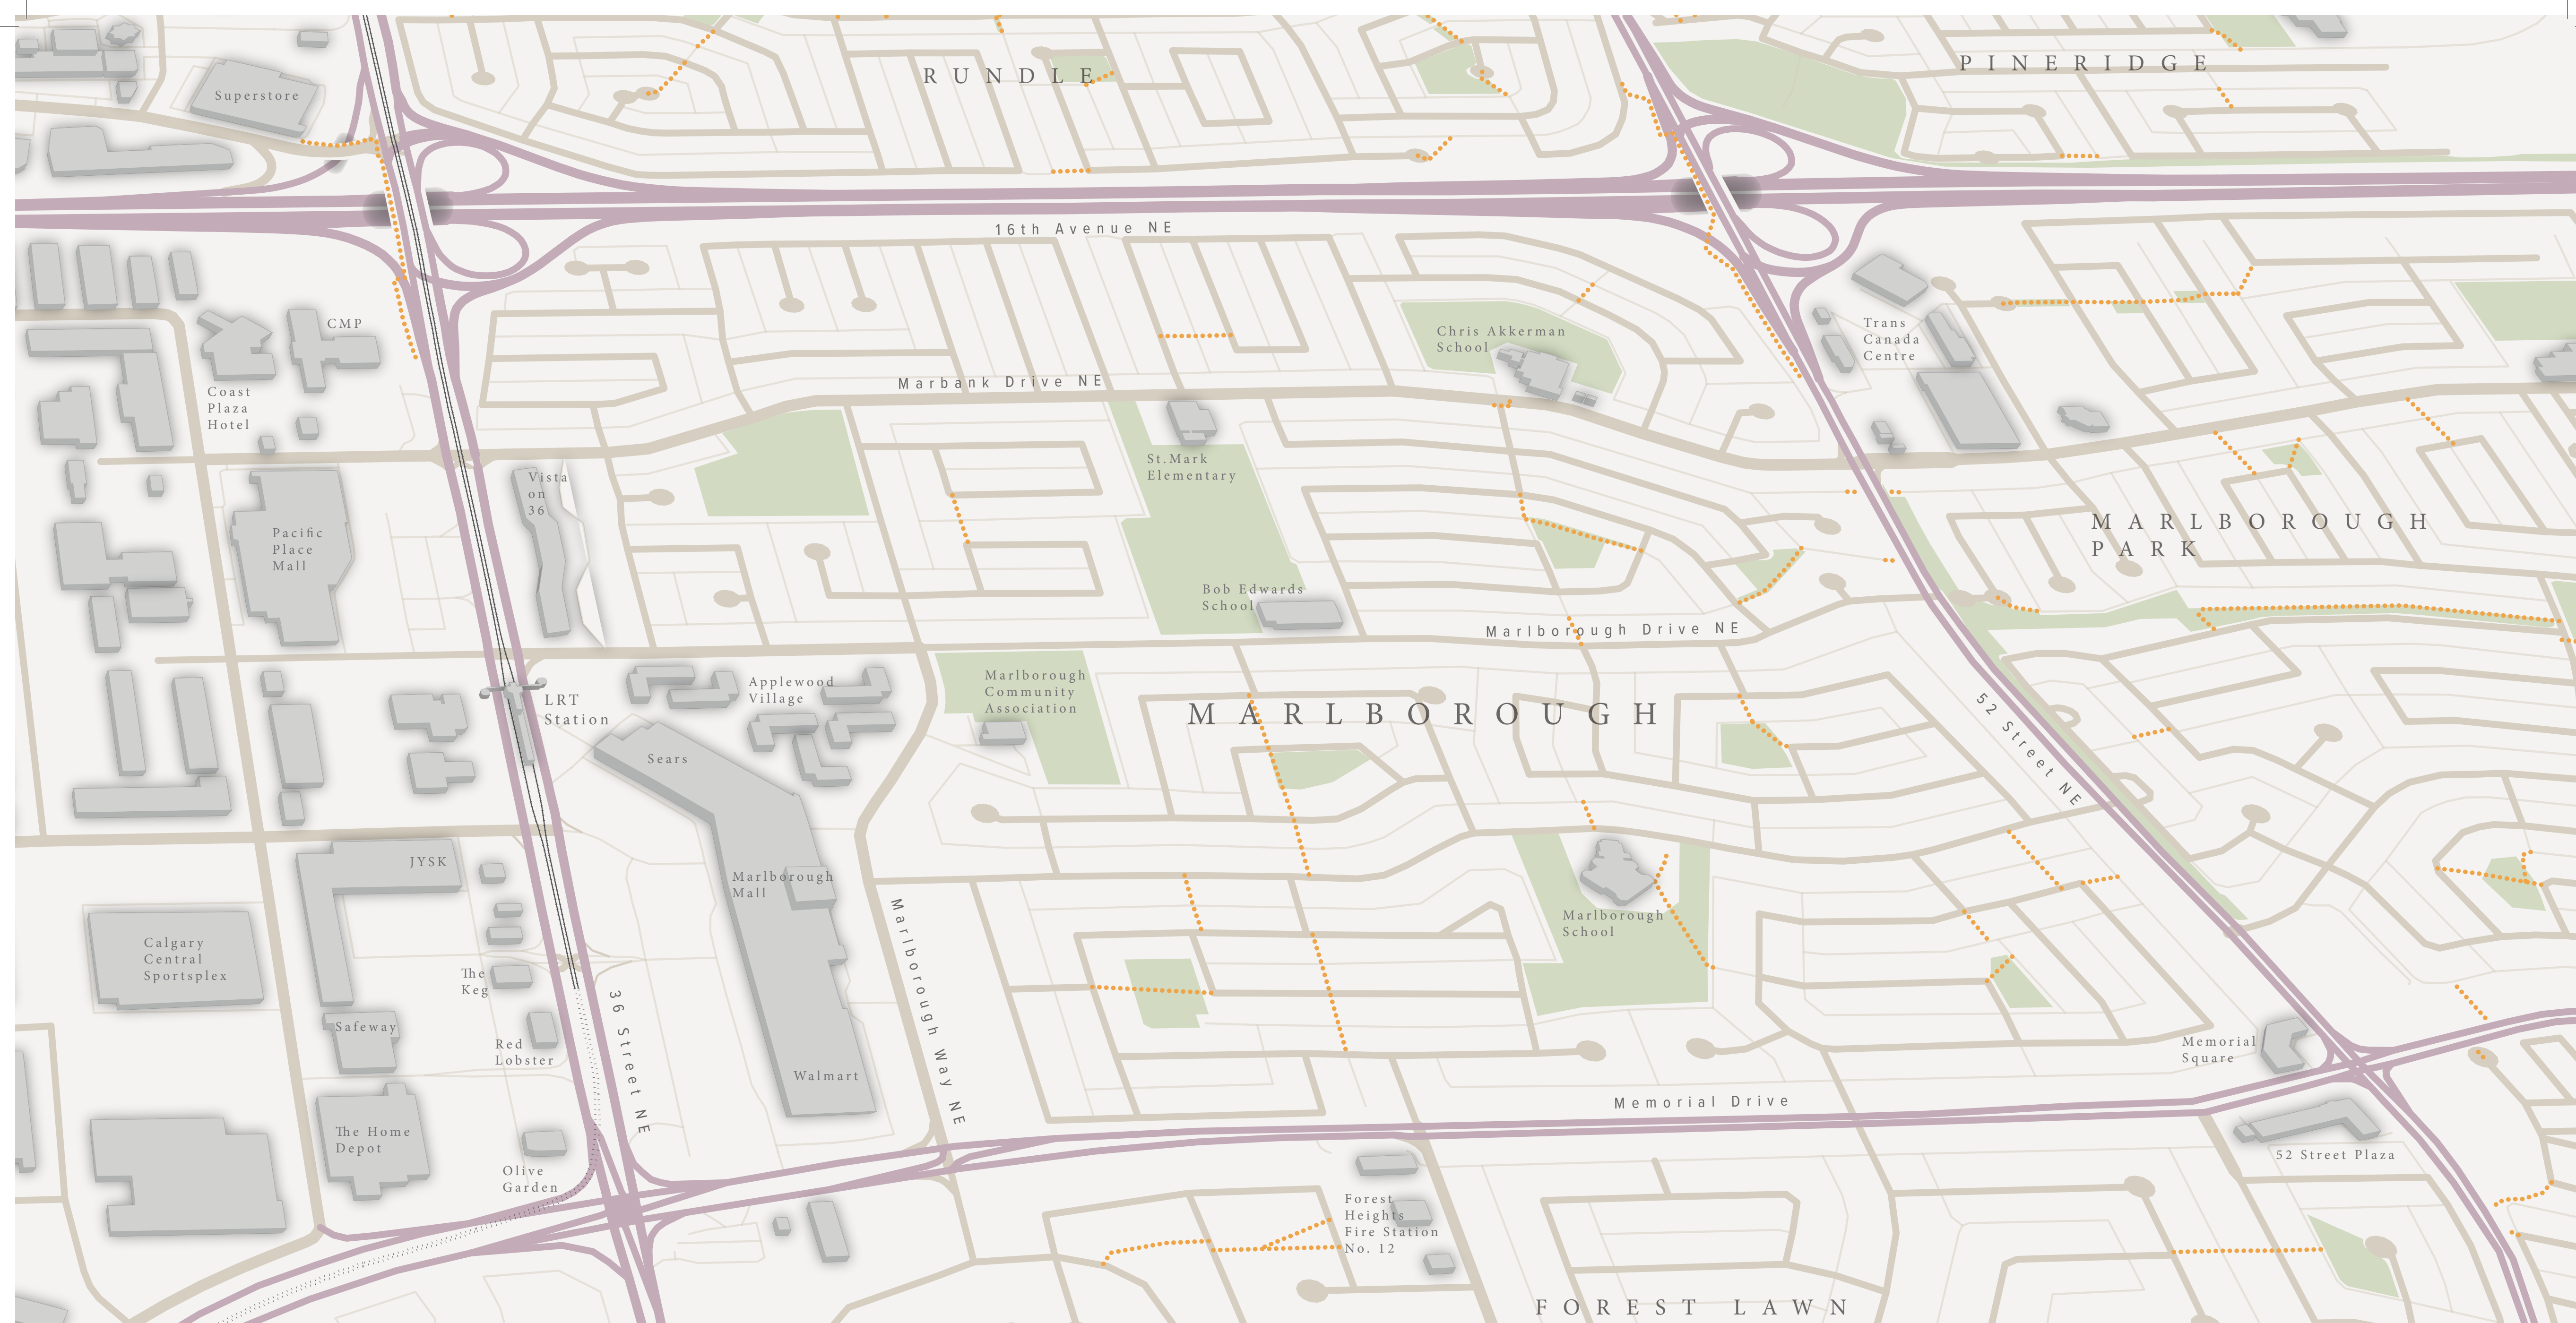 PINERIDGE
RUNDLE
Superstore
16th Avenue NE
CMP
Trans
Canada
Centre
Chris Akkerman
School
Marbank Drive NE
Coast
Plaza
Hotel
St.Mark
Elementary
Vista
on
36
MARLBOROUGH
PARK
Pacific
Place
Mall
Bob Edwards
School
Marlborough Drive NE
Marlborough
Community
Association
Applewood
Village
LRT
Station
MARLBOROUGH
52 Street NE
Sears
JYSK
Marlborough
Mall
Marlborough
School
Marlborough Way NE
Calgary
Central
Sportsplex
The
Keg
36 Street NE
Safeway
Red
Lobster
Memorial
Square
Walmart
Memorial Drive
The Home
Depot
52 Street Plaza
Olive
Garden
Forest
Heights
Fire Station
No. 12
FOREST LAWN